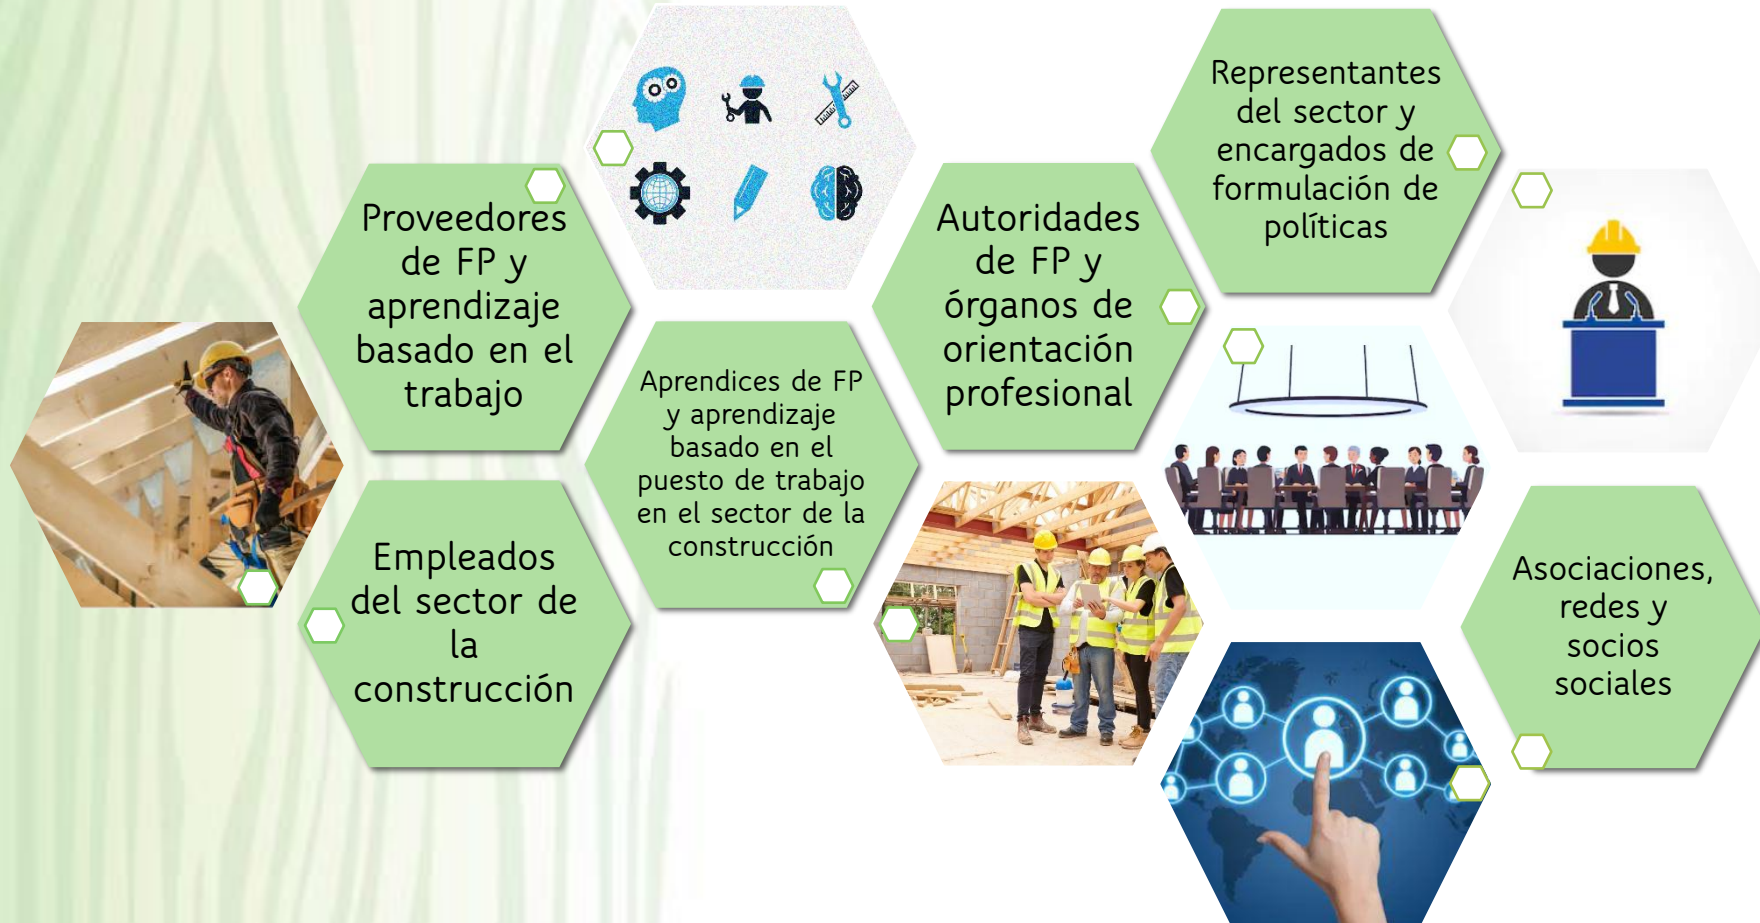 Proveedores
de FP y
aprendizaje
basado en el
trabajo
Empleados
del sector de
la
construcción
Aprendices de FP
y aprendizaje
basado en el
puesto de trabajo
en el sector de la
construcción
Autoridades
de FP y
órganos de
orientación
profesional
Representantes
del sector y
encargados de
formulación de
políticas
Asociaciones,
redes y
socios
sociales